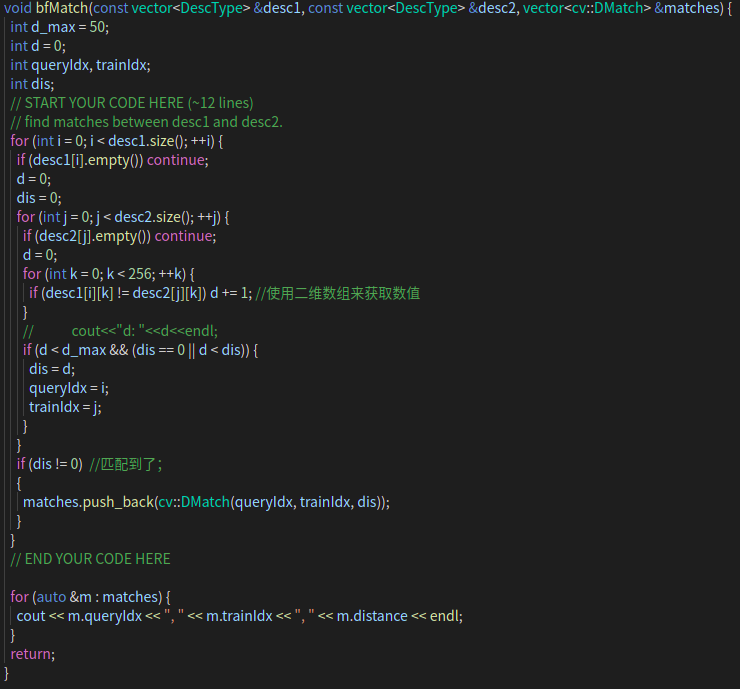 void bfMatch(const vector<DescType> &desc1, const vector<DescType> &desc2, vector<cv::DMatch> &matches) {
int d_max = 50;
int d = 0;
int queryIdx, trainIdx;
int dis;
// START YOUR CODE HERE (~12 lines)
// find matches between desc1 and desc2.
for (int i = 0; i < desc1.size(); ++i) {
if (desc1[i].empty()) continue;
d = 0;
dis = 0;
for (int j = 0; j < desc2.size(); ++j) {
if (desc2[j].empty()) continue;
d = 0;
for (int k = 0; k < 256; ++k) {
if (desc1[i][k] != desc2[j][k]) d += 1; //使用二维数组来获取数值
}
// cout<<"d: "<<d<<endl;
if (d < d_max && (dis == 0 || d < dis)) {
dis = d;
queryIdx = i;
trainIdx = j;
}
}
if (dis != 0) //匹配到了；
{
matches.push_back(cv::DMatch(queryIdx, trainIdx, dis));
}
}
// END YOUR CODE HERE
for (auto &m : matches) {
cout << m.queryIdx << ", " << m.trainIdx << ", " << m.distance << endl;
}
return;
}